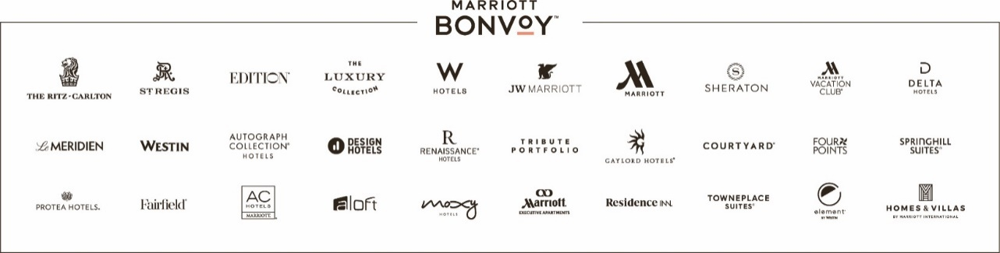 MARRIOTT
BONVOY™
THE RITZ-CARLTON
ST REGIS
EDITION®
THE
LUXURY
COLLECTION
W
HOTELS
JW MARRIOTT
MARRIOTT
S
SHERATON
MARRIOTT
VACATION
CLUB®
D
DELTA
HOTELS
Le MERIDIEN
WESTIN
AUTOGRAPH
COLLECTION®
HOTELS
DESIGN
HOTELS
R
RENAISSANCE®
HOTELS
TRIBUTE
PORTFOLIO
GAYLORD HOTELS®
COURTYARD®
FOUR
POINTS
SPRINGHILL
SUITES®
PROTEA HOTELS.
Fairfield®
AC
HOTELS
MARRIOTT
aloft
moxy
HOTELS
Marriott.
EXECUTIVE APARTMENTS
Residence INN.
TOWNEPLACE
SUITES®
element®
BY WESTIN
HOMES & VILLAS
BY MARRIOTT INTERNATIONAL